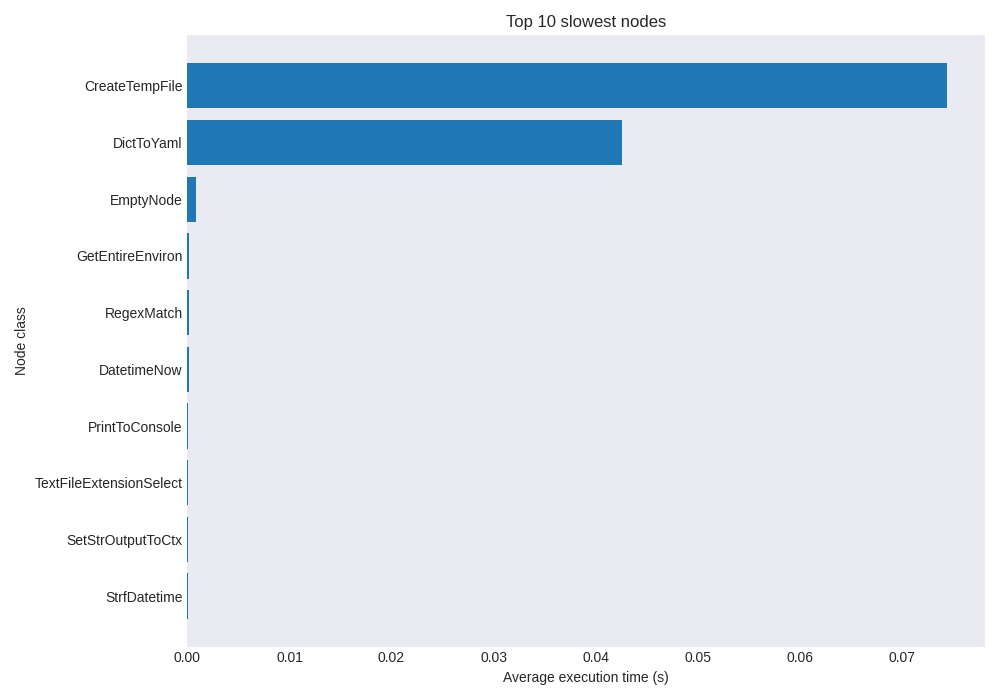 Top 10 slowest nodes
Node class
CreateTempFile
DictToYaml
EmptyNode
GetEntireEnviron
RegexMatch
DatetimeNow
PrintToConsole
TextFileExtensionSelect
SetStrOutputToCtx
StrfDatetime
0.00 0.01 0.02 0.03 0.04 0.05 0.06 0.07
Average execution time (s)